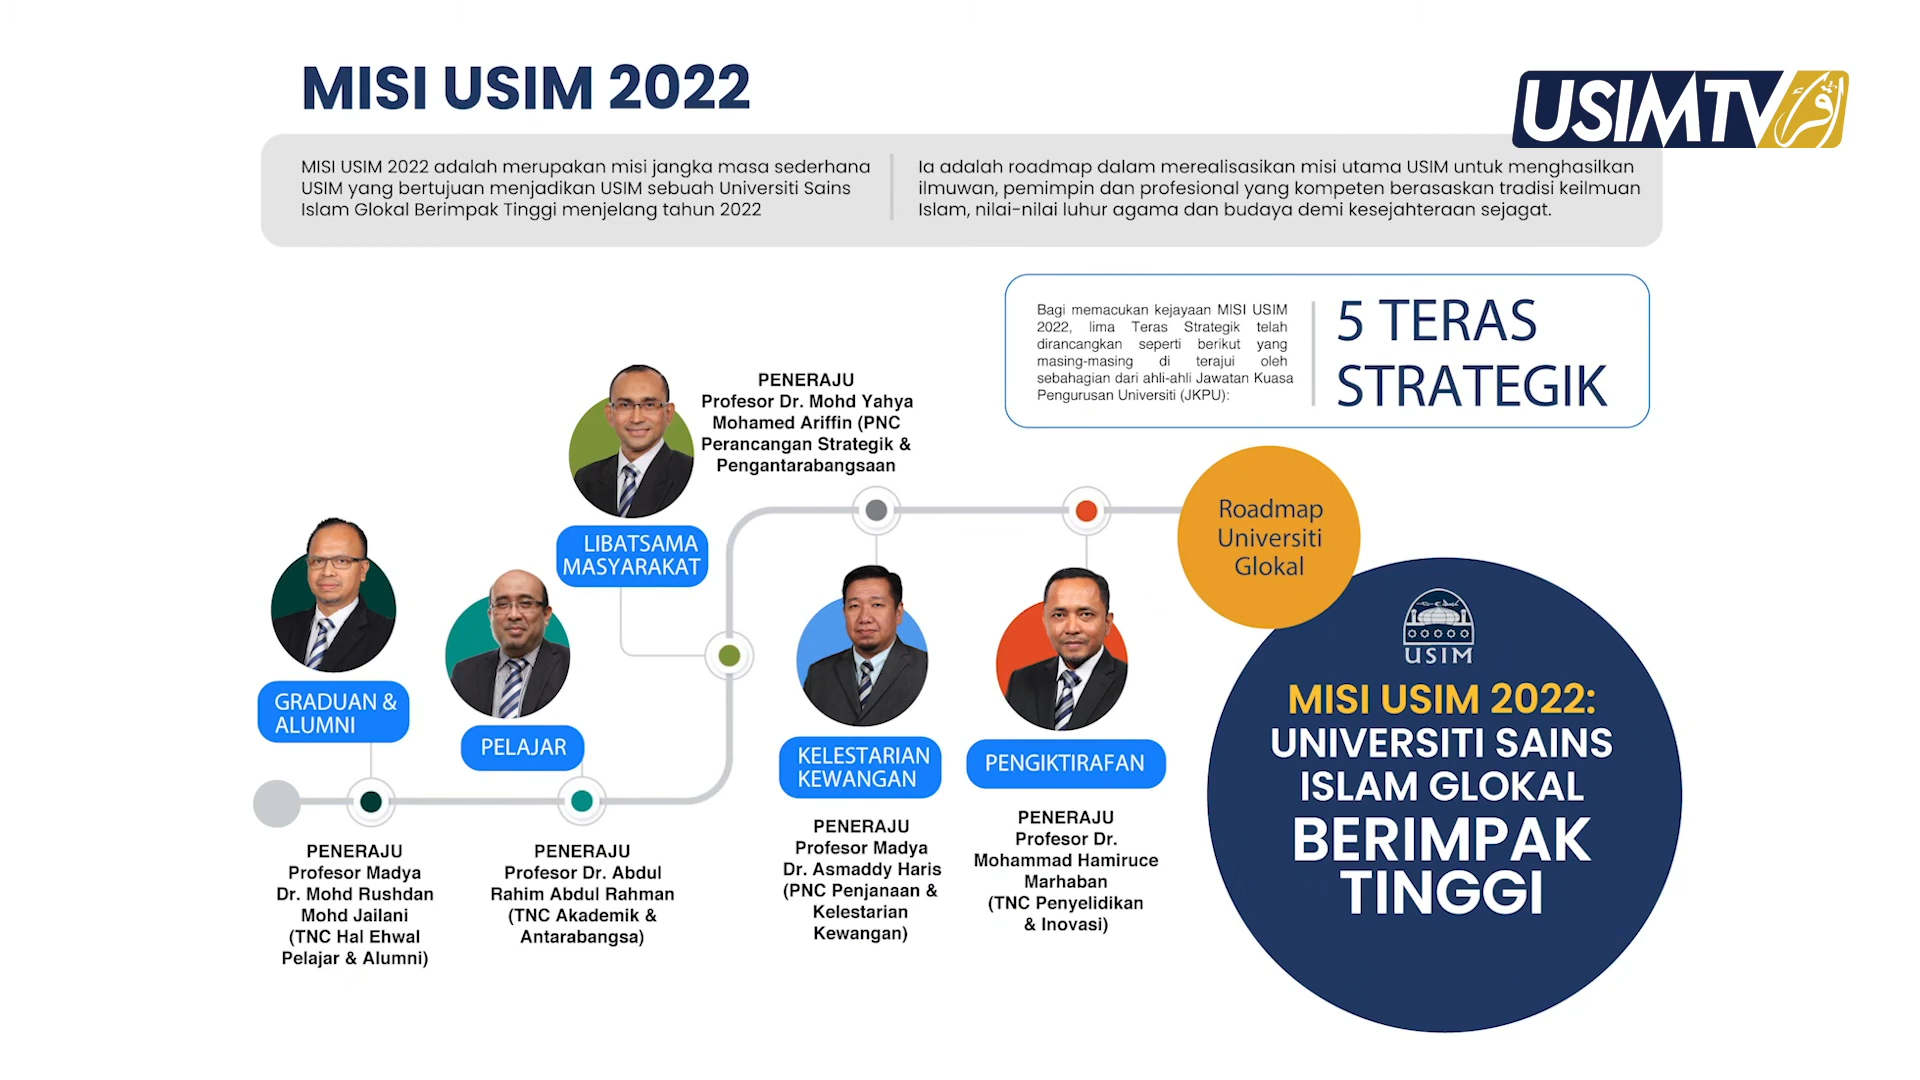 MISI USIM 2022
USIMTV
MISI USIM 2022 adalah merupakan misi jangka masa sederhana
USIM yang bertujuan menjadikan USIM sebuah Universiti Sains
Islam Glokal Berimpak Tinggi menjelang tahun 2022
Ia adalah roadmap dalam merealisasikan misi utama USIM untuk menghasilkan
ilmuwan, pemimpin dan profesional yang kompeten berasaskan tradisi keilmuan
Islam, nilai-nilai luhur agama dan budaya demi kesejahteraan sejagat.
Bagi memacukan kejayaan MISI USIM
2022, lima Teras Strategik telah
dirancangkan seperti berikut yang
masing-masing di terajui oleh
sebahagian dari ahli-ahli Jawatan Kuasa
Pengurusan Universiti (JKPU):
5 TERAS
STRATEGIK
PENERAJU
Profesor Dr. Mohd Yahya
Mohamed Ariffin (PNC
Perancangan Strategik &
Pengantarabangsaan
LIBATSAMA
MASYARAKAT
GRADUAN &
ALUMNI
PELAJAR
KELESTARIAN
KEWANGAN
PENGIKTIRAFAN
PENERAJU
Profesor Madya
Dr. Mohd Rushdan
Mohd Jailani
(TNC Hal Ehwal
Pelajar & Alumni)
PENERAJU
Profesor Dr. Abdul
Rahim Abdul Rahman
(TNC Akademik &
Antarabangsa)
PENERAJU
Profesor Madya
Dr. Asmaddy Haris
(PNC Penjanaan &
Kelestarian
Kewangan)
PENERAJU
Profesor Dr.
Mohammad Hamiruce
Marhaban
(TNC Penyelidikan
& Inovasi)
Roadmap
Universiti
Glokal
USIM
MISI USIM 2022:
UNIVERSITI SAINS
ISLAM GLOKAL
BERIMPAK
TINGGI